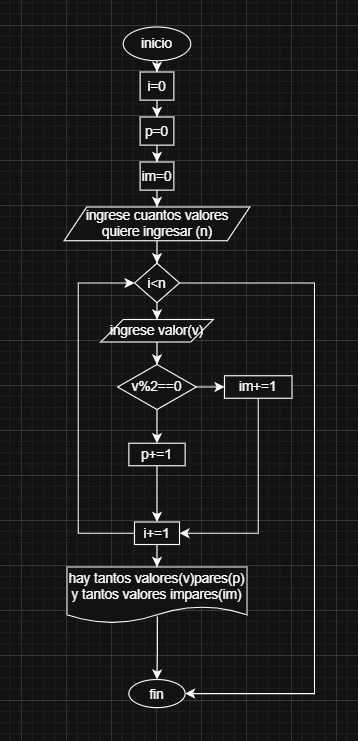 inicio
i=0
p=0
im=0
ingrese cuantos valores
quiere ingresar (n)
i<n
ingrese valor(v)
v%2==0
im+=1
p+=1
i+=1
hay tantos valores(v)pares(p)
y tantos valores impares(im)
fin